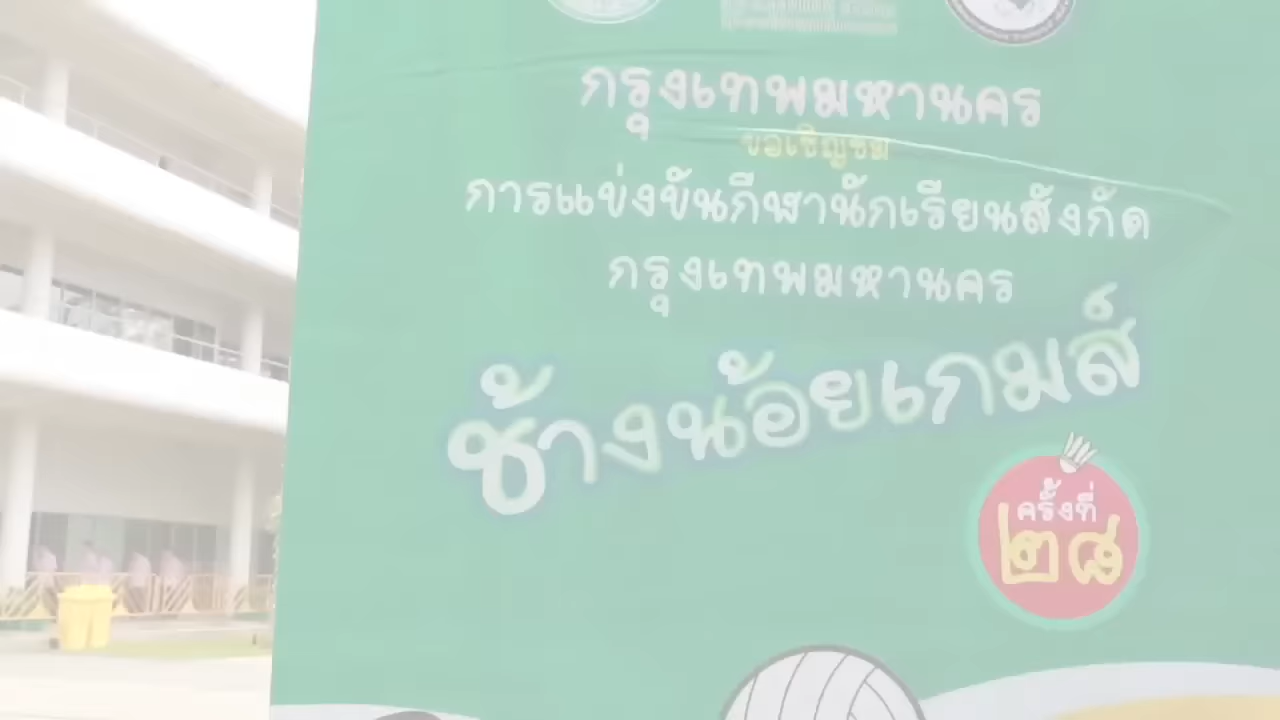 กรุงเทพมหานคร
ขอเชิญชม
การแข่งขันกีฬานักเรียนสังกัด
กรุงเทพมหานคร
ช้างน้อยเกมส์
ครั้งที่
๒๘